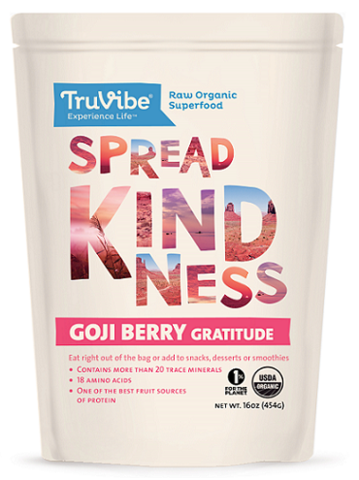 TruVibe®
Experience Life™
Raw Organic
Superfood
SPREAD
KIND
NESS
GOJI BERRY GRATITUDE
Eat right out of the bag or add to snacks, desserts or smoothies
• CONTAINS MORE THAN 20 TRACE MINERALS
• 18 AMINO ACIDS
• ONE OF THE BEST FRUIT SOURCES
OF PROTEIN
1%
FOR THE
PLANET
USDA
ORGANIC
NET WT. 16oz (454G)